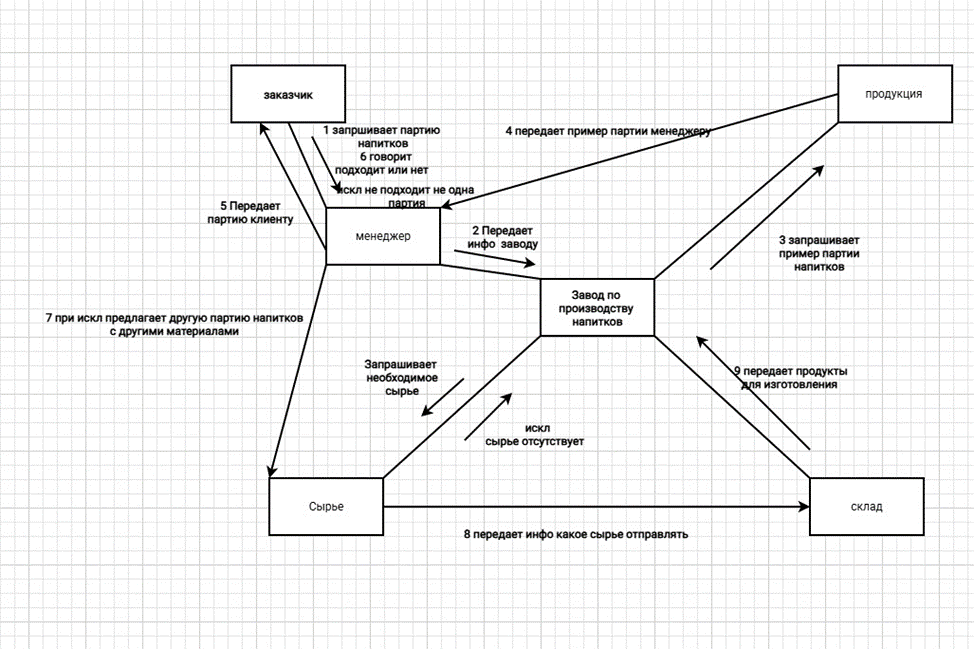 заказчик
продукция
1 запршивает партию
напитков
6 говорит
подходит или нет
искл не подходит не одна
партия
4 передает пример партии менеджеру
5 Передает
партию клиенту
менеджер
2 Передает
инфо заводу
3 запрашивает
пример партии
напитков
Завод по
производству
напитков
7 при искл предлагает другую партию напитков
с другими материалами
Запрашивает
необходимое
сырье
9 передает продукты
для изготовления
искл
сырье отсутствует
Сырье
склад
8 передает инфо какое сырье отправлять